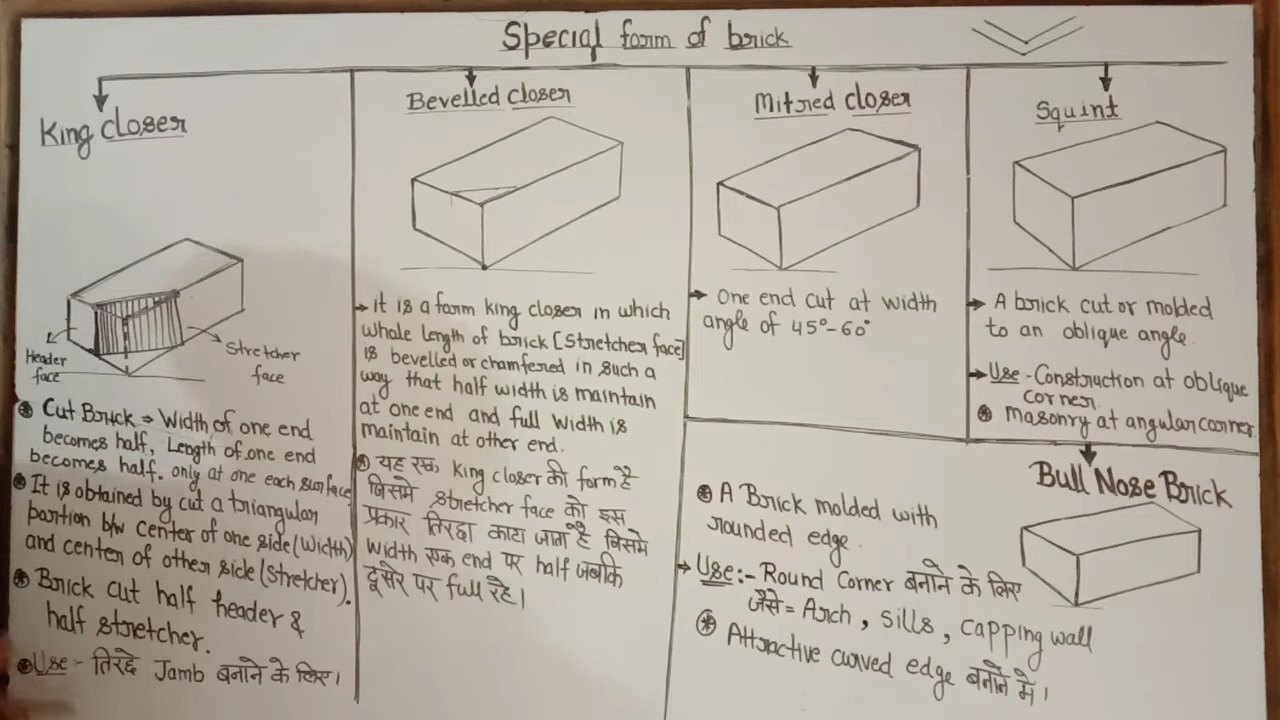 Special form of brick
King closer
Header
face
Stretcher
face
Cut Brick ⇒ Width of one end
becomes half, Length of one end
becomes half. only at one each surface
It is obtained by cut a triangular
partion b/w center of one side (Width)
and center of other side (Stretcher).
Brick cut half header &
half stretcher.
Use :- तिरछे Jamb बनाने के लिए।
Bevelled closer
→ it is a form king closer in which
whole length of brick [Stretcher face]
is bevelled or chamfered in such a
way that half width is maintain
at one end and full width is
maintain at other end.
यह एक King closer की form है
जिसमे stretcher face को इस
प्रकार तिरछा काटा जाता है जिसमे
width एक end पर half जबकि
दूसरे पर full रहे।
Mitred closer
→ One end cut at width
angle of 45°-60°
Squint
→ A brick cut or molded
to an oblique angle.
→ Use - Construction at oblique
corner.
masonry at angular corner
Bull Nose Brick
A Brick molded with
rounded edge.
→ Use :- Round Corner बनाने के लिए
जैसे = Arch, sills, capping wall
Attractive curved edge बनाने मे।